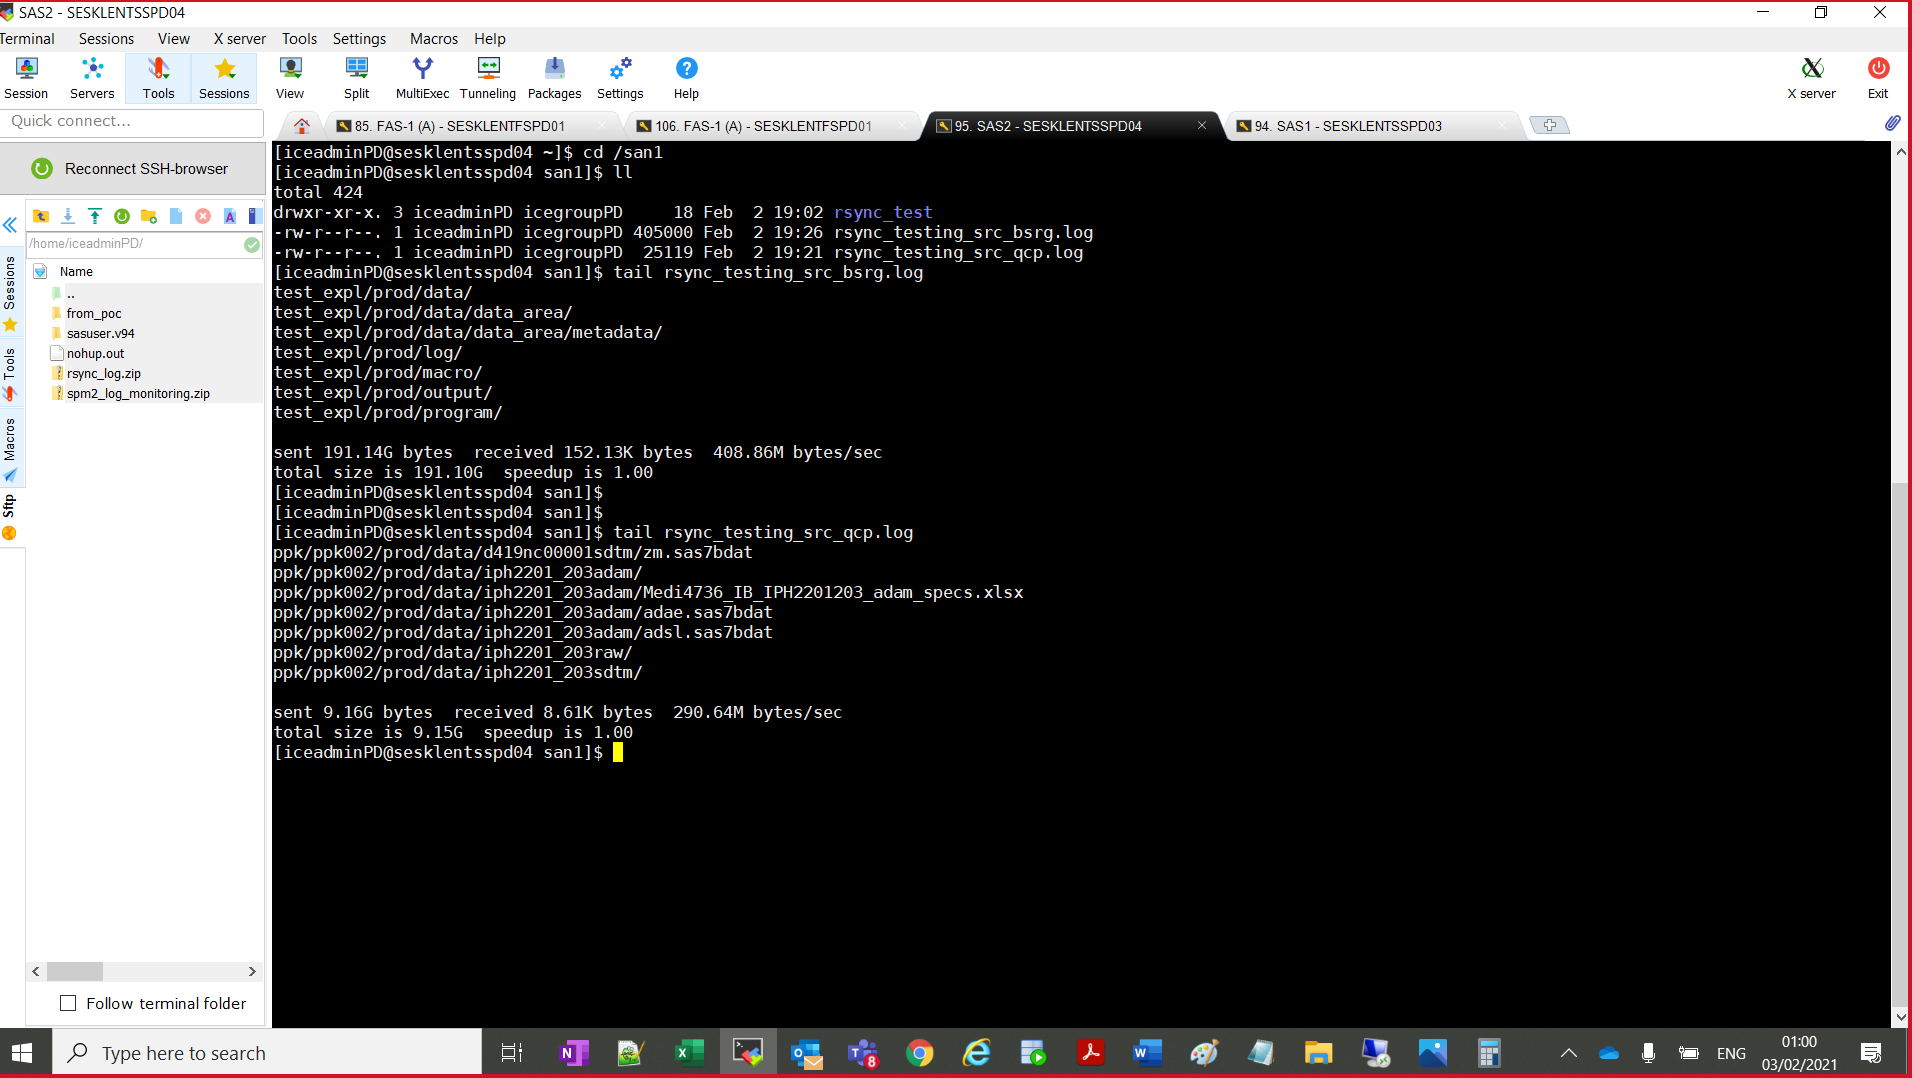 SAS2 - SESKLENTSSPD04
Terminal Sessions View X server Tools Settings Macros Help
Session Servers Tools Sessions View Split MultiExec Tunneling Packages Settings Help X server Exit
Quick connect...
85. FAS-1 (A) - SESKLENTFSPD01
106. FAS-1 (A) - SESKLENTFSPD01
95. SAS2 - SESKLENTSSPD04
94. SAS1 - SESKLENTSSPD03
Reconnect SSH-browser
/home/iceadminPD/
Name
..
from_poc
sasuser.v94
nohup.out
rsync_log.zip
spm2_log_monitoring.zip
Sessions
Tools
Macros
Sftp
Follow terminal folder
[iceadminPD@sesklentsspd04 ~]$ cd /san1
[iceadminPD@sesklentsspd04 san1]$ ll
total 424
drwxr-xr-x. 3 iceadminPD icegroupPD     18 Feb  2 19:02 rsync_test
-rw-r--r--. 1 iceadminPD icegroupPD 405000 Feb  2 19:26 rsync_testing_src_bsrg.log
-rw-r--r--. 1 iceadminPD icegroupPD  25119 Feb  2 19:21 rsync_testing_src_qcp.log
[iceadminPD@sesklentsspd04 san1]$ tail rsync_testing_src_bsrg.log
test_expl/prod/data/
test_expl/prod/data/data_area/
test_expl/prod/data/data_area/metadata/
test_expl/prod/log/
test_expl/prod/macro/
test_expl/prod/output/
test_expl/prod/program/
sent 191.14G bytes  received 152.13K bytes  408.86M bytes/sec
total size is 191.10G  speedup is 1.00
[iceadminPD@sesklentsspd04 san1]$
[iceadminPD@sesklentsspd04 san1]$
[iceadminPD@sesklentsspd04 san1]$ tail rsync_testing_src_qcp.log
ppk/ppk002/prod/data/d419nc00001sdtm/zm.sas7bdat
ppk/ppk002/prod/data/iph2201_203adam/
ppk/ppk002/prod/data/iph2201_203adam/Medi4736_IB_IPH2201203_adam_specs.xlsx
ppk/ppk002/prod/data/iph2201_203adam/adae.sas7bdat
ppk/ppk002/prod/data/iph2201_203adam/adsl.sas7bdat
ppk/ppk002/prod/data/iph2201_203raw/
ppk/ppk002/prod/data/iph2201_203sdtm/
sent 9.16G bytes  received 8.61K bytes  290.64M bytes/sec
total size is 9.15G  speedup is 1.00
[iceadminPD@sesklentsspd04 san1]$
Type here to search
8
ENG
01:00
03/02/2021